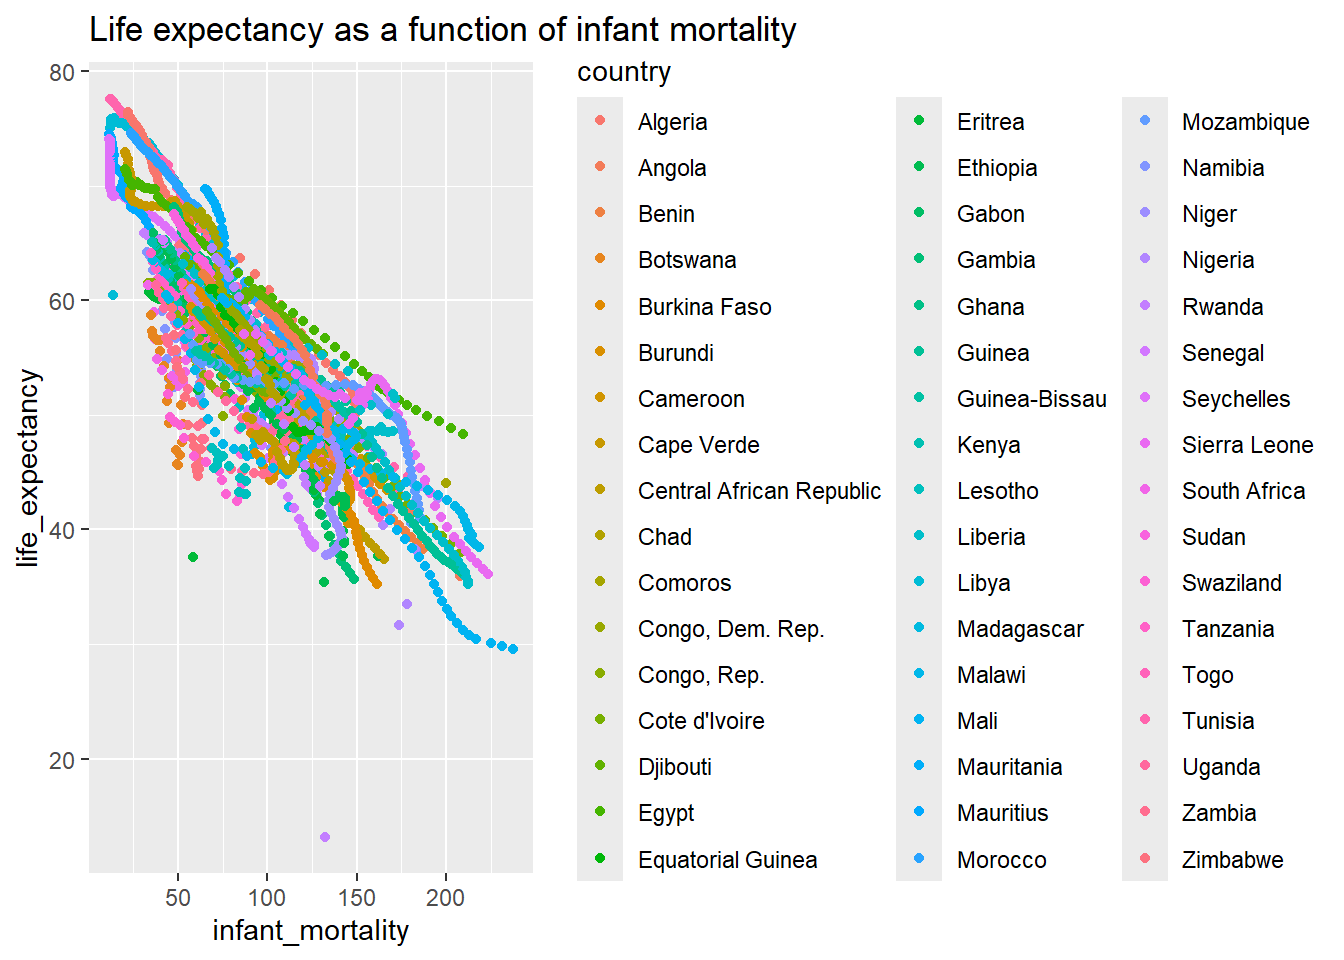 Life expectancy as a function of infant mortality
80
60
40
20
life_expectancy
50
100
150
200
infant_mortality
country
Algeria
Angola
Benin
Botswana
Burkina Faso
Burundi
Cameroon
Cape Verde
Central African Republic
Chad
Comoros
Congo, Dem. Rep.
Congo, Rep.
Cote d'Ivoire
Djibouti
Egypt
Equatorial Guinea
Eritrea
Ethiopia
Gabon
Gambia
Ghana
Guinea
Guinea-Bissau
Kenya
Lesotho
Liberia
Libya
Madagascar
Malawi
Mali
Mauritania
Mauritius
Morocco
Mozambique
Namibia
Niger
Nigeria
Rwanda
Senegal
Seychelles
Sierra Leone
South Africa
Sudan
Swaziland
Tanzania
Togo
Tunisia
Uganda
Zambia
Zimbabwe